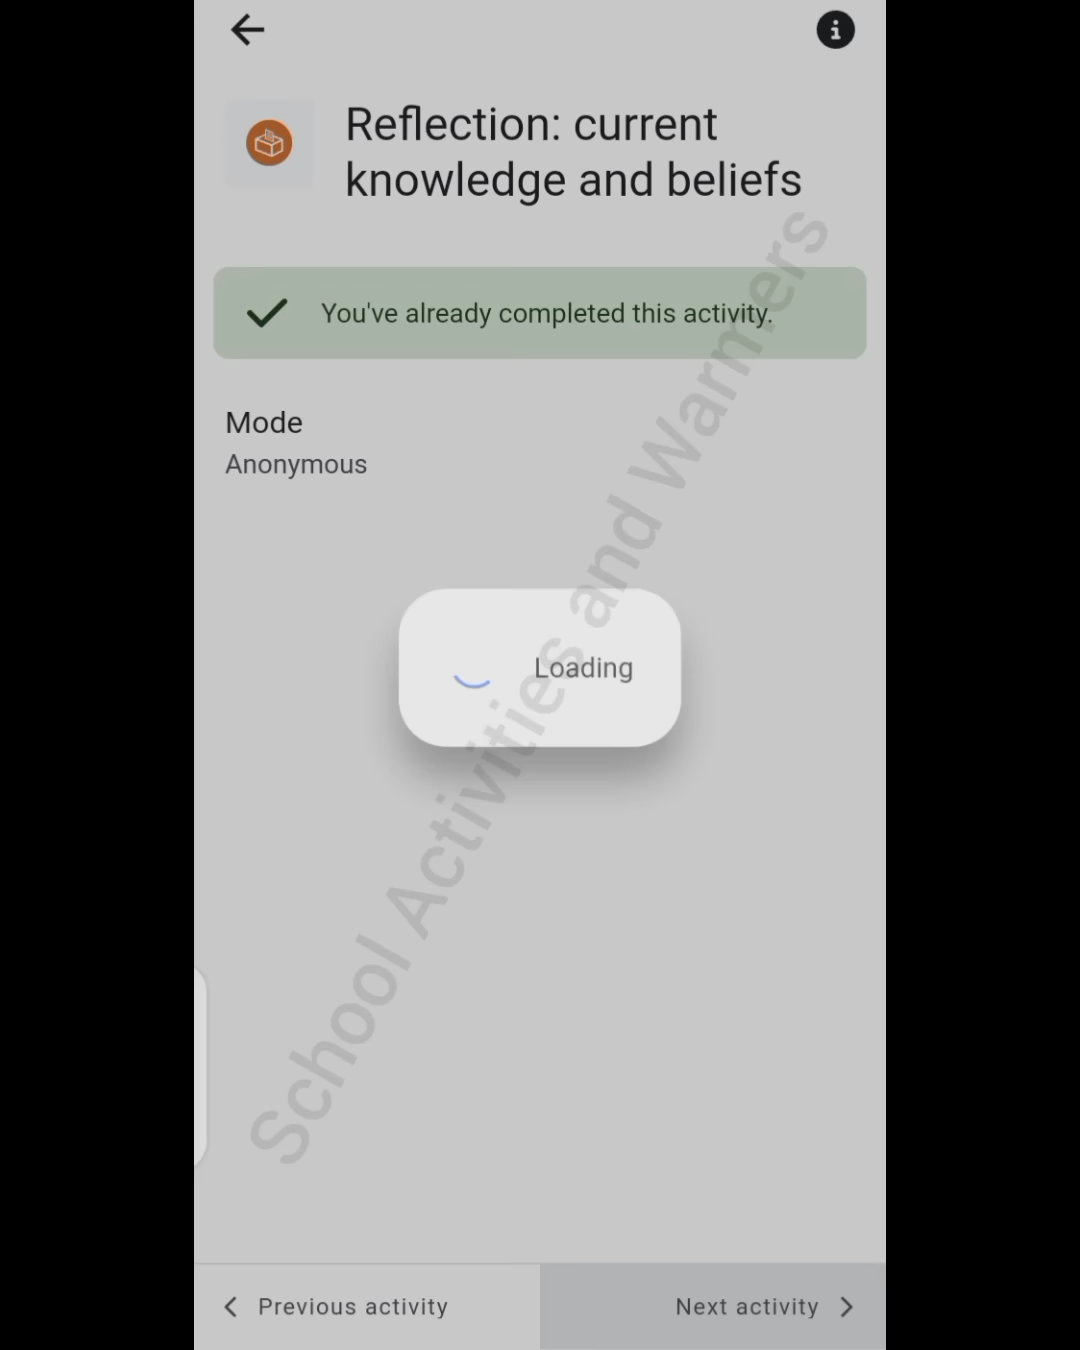 Reflection: current
knowledge and beliefs
You've already completed this activity.
Mode
Anonymous
Loading
School Activities and Warmers
Previous activity
Next activity